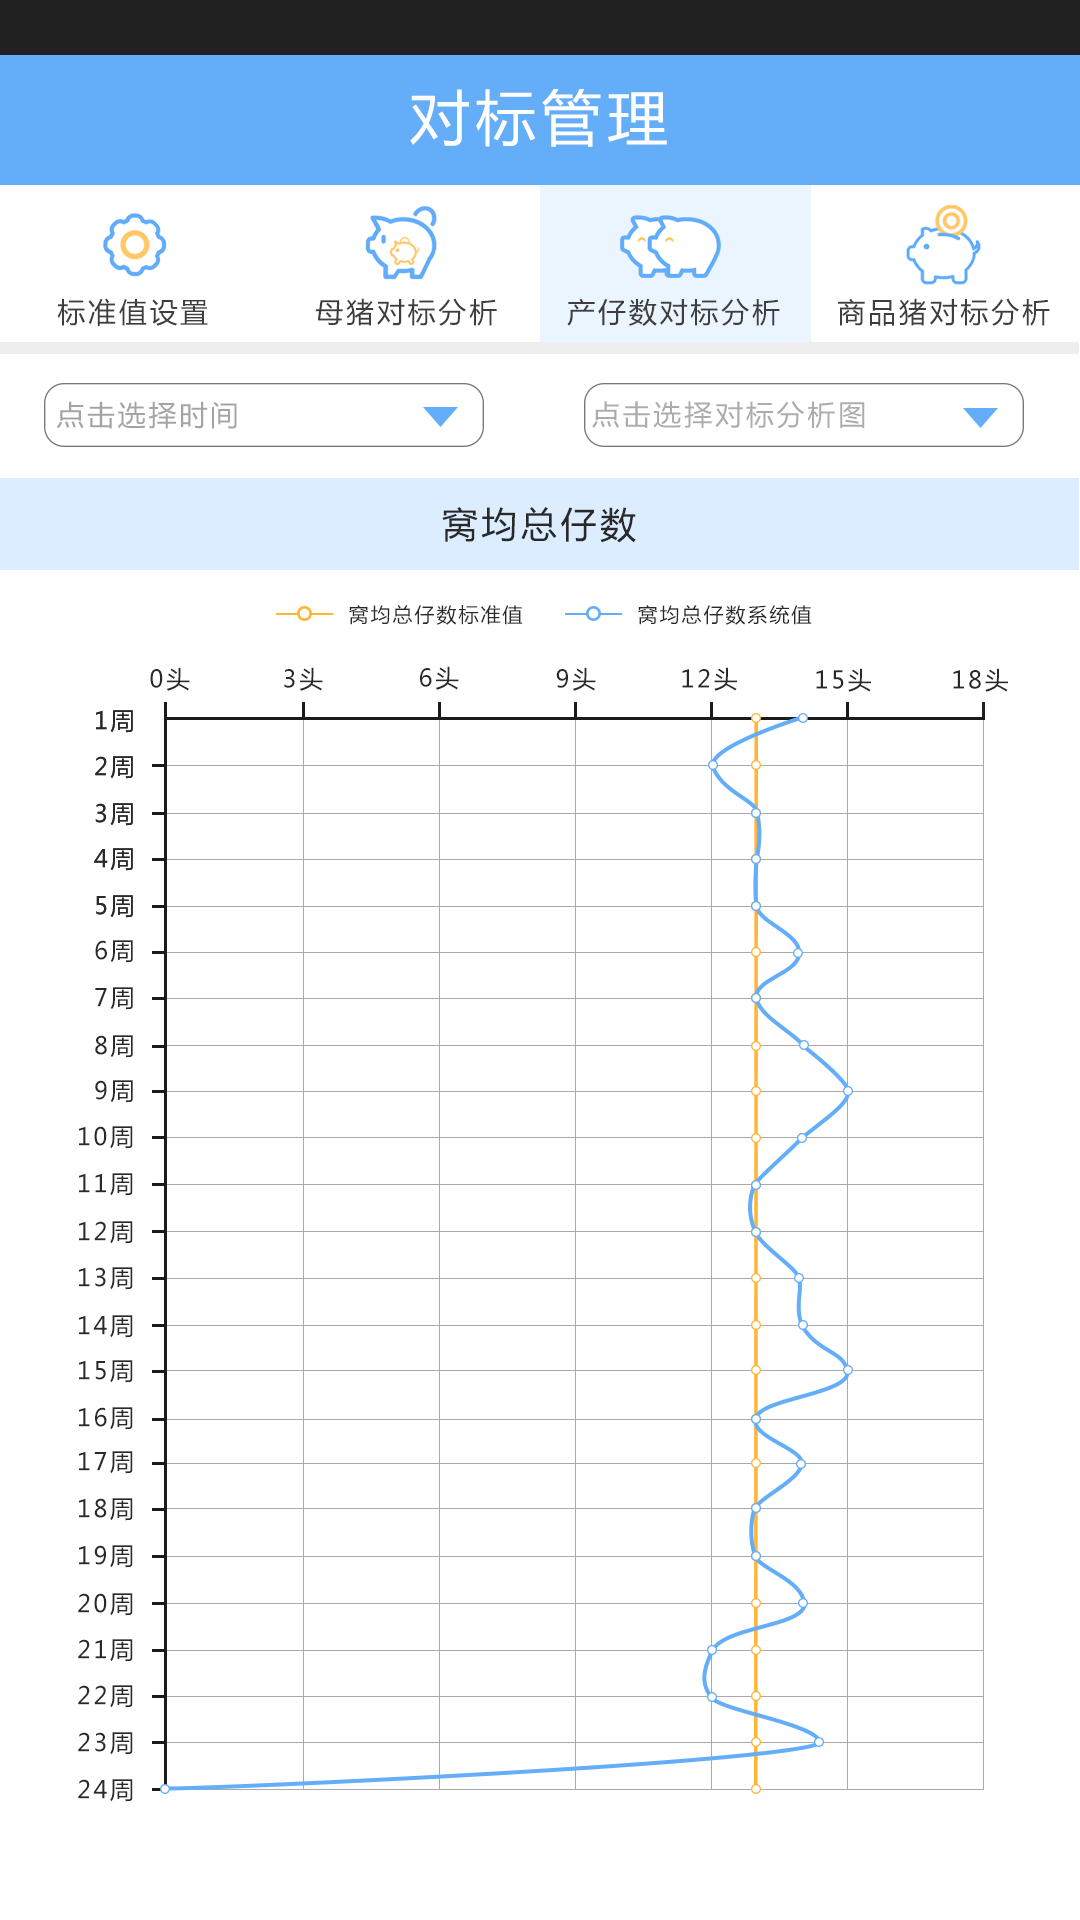 对标管理
标准值设置 母猪对标分析 产仔数对标分析 商品猪对标分析
点击选择时间 点击选择对标分析图
窝均总仔数
窝均总仔数标准值 窝均总仔数系统值
0头 3头 6头 9头 12头 15头 18头
1周
2周
3周
4周
5周
6周
7周
8周
9周
10周
11周
12周
13周
14周
15周
16周
17周
18周
19周
20周
21周
22周
23周
24周